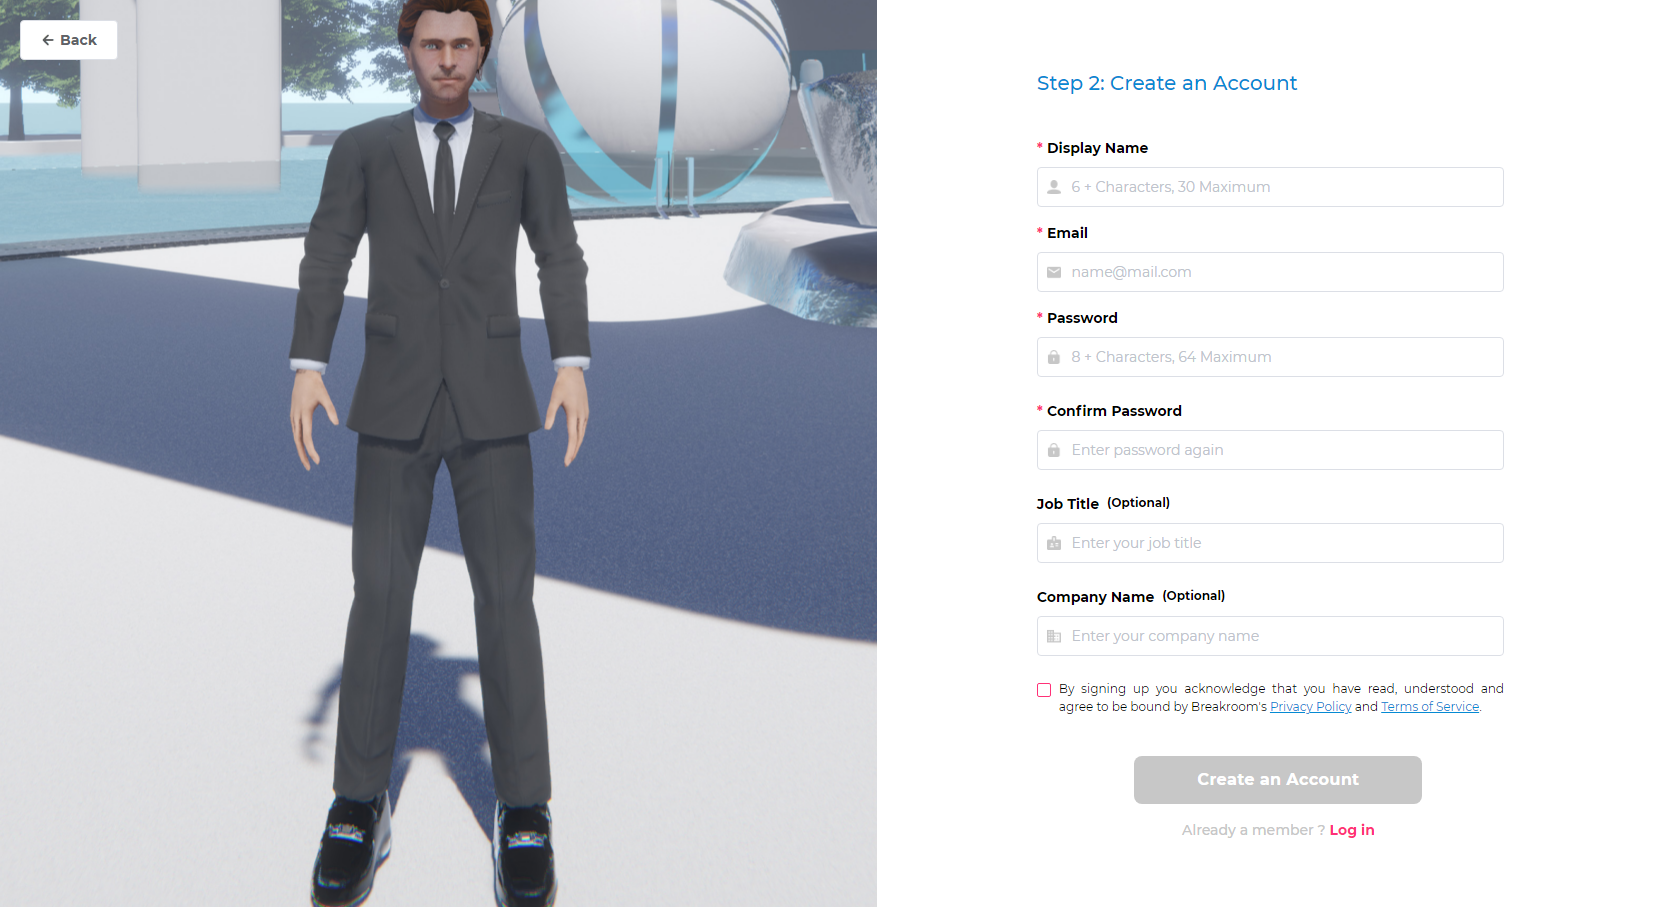 Back
Step 2: Create an Account
* Display Name
6 + Characters, 30 Maximum
* Email
name@mail.com
* Password
8 + Characters, 64 Maximum
* Confirm Password
Enter password again
Job Title (Optional)
Enter your job title
Company Name (Optional)
Enter your company name
By signing up you acknowledge that you have read, understood and
agree to be bound by Breakroom's Privacy Policy and Terms of Service.
Create an Account
Already a member ? Log in